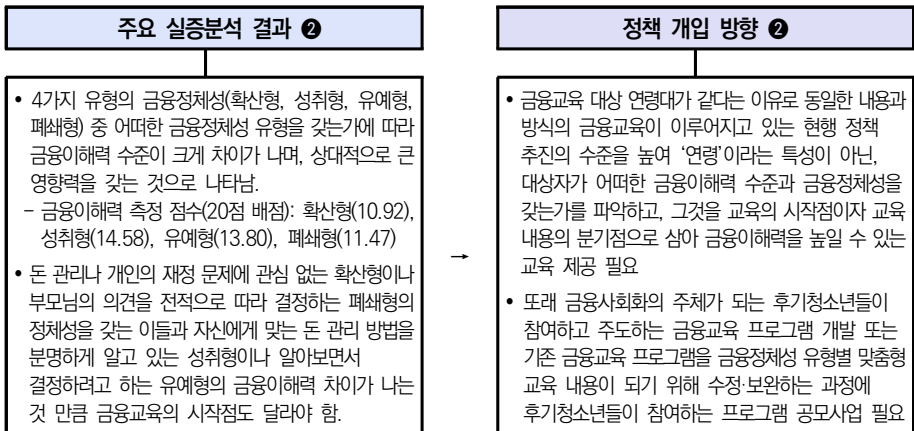 주요 실증분석 결과 ❷
• 4가지 유형의 금융정체성(확산형, 성취형, 유예형,
폐쇄형) 중 어떠한 금융정체성 유형을 갖는가에 따라
금융이해력 수준이 크게 차이가 나며, 상대적으로 큰
영향력을 갖는 것으로 나타남.
- 금융이해력 측정 점수(20점 배점): 확산형(10.92),
성취형(14.58), 유예형(13.80), 폐쇄형(11.47)
• 돈 관리나 개인의 재정 문제에 관심 없는 확산형이나
부모님의 의견을 전적으로 따라 결정하는 폐쇄형의
정체성을 갖는 이들과 자신에게 맞는 돈 관리 방법을
분명하게 알고 있는 성취형이나 알아보면서
결정하려고 하는 유예형의 금융이해력 차이가 나는
것 만큼 금융교육의 시작점도 달라야 함.
→
정책 개입 방향 ❷
• 금융교육 대상 연령대가 같다는 이유로 동일한 내용과
방식의 금융교육이 이루어지고 있는 현행 정책
추진의 수준을 높여 ‘연령’이라는 특성이 아닌,
대상자가 어떠한 금융이해력 수준과 금융정체성을
갖는가를 파악하고, 그것을 교육의 시작점이자 교육
내용의 분기점으로 삼아 금융이해력을 높일 수 있는
교육 제공 필요
• 또래 금융사회화의 주체가 되는 후기청소년들이
참여하고 주도하는 금융교육 프로그램 개발 또는
기존 금융교육 프로그램을 금융정체성 유형별 맞춤형
교육 내용이 되기 위해 수정·보완하는 과정에
후기청소년들이 참여하는 프로그램 공모사업 필요